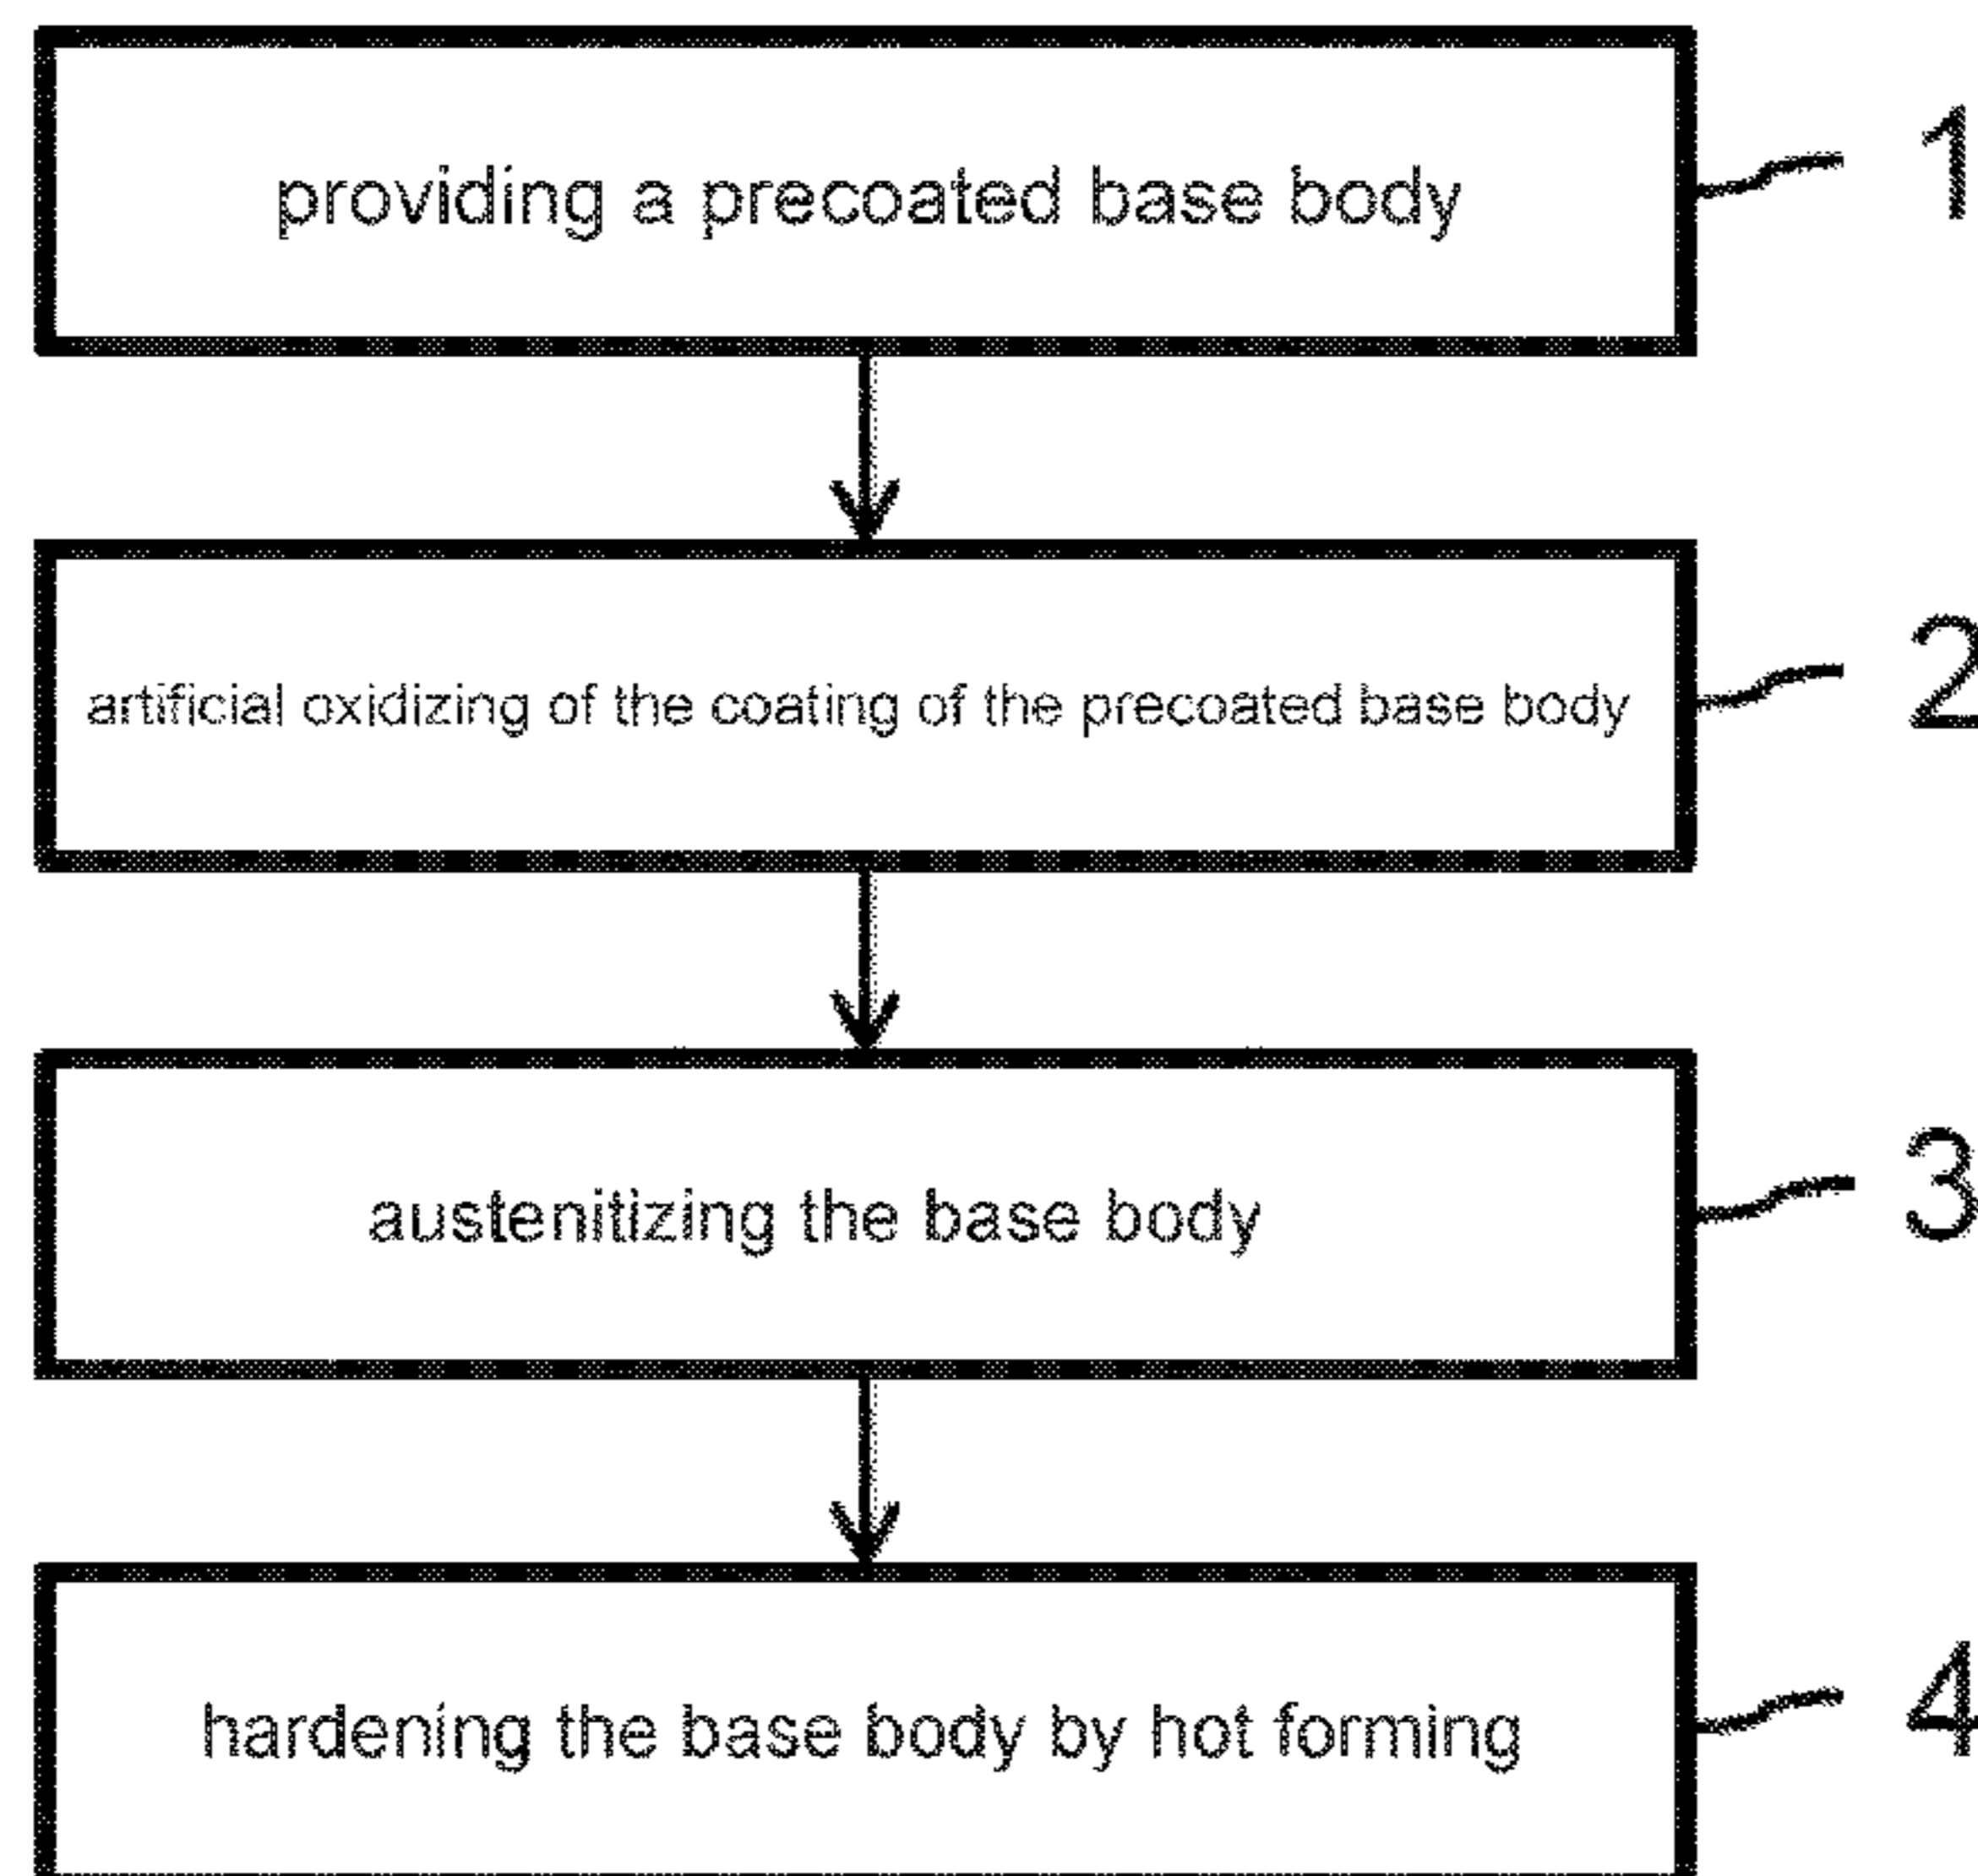 providing a precoated base body
1
artificial oxidizing of the coating of the precoated base body
2
austenitizing the base body
3
hardening the base body by hot forming
4